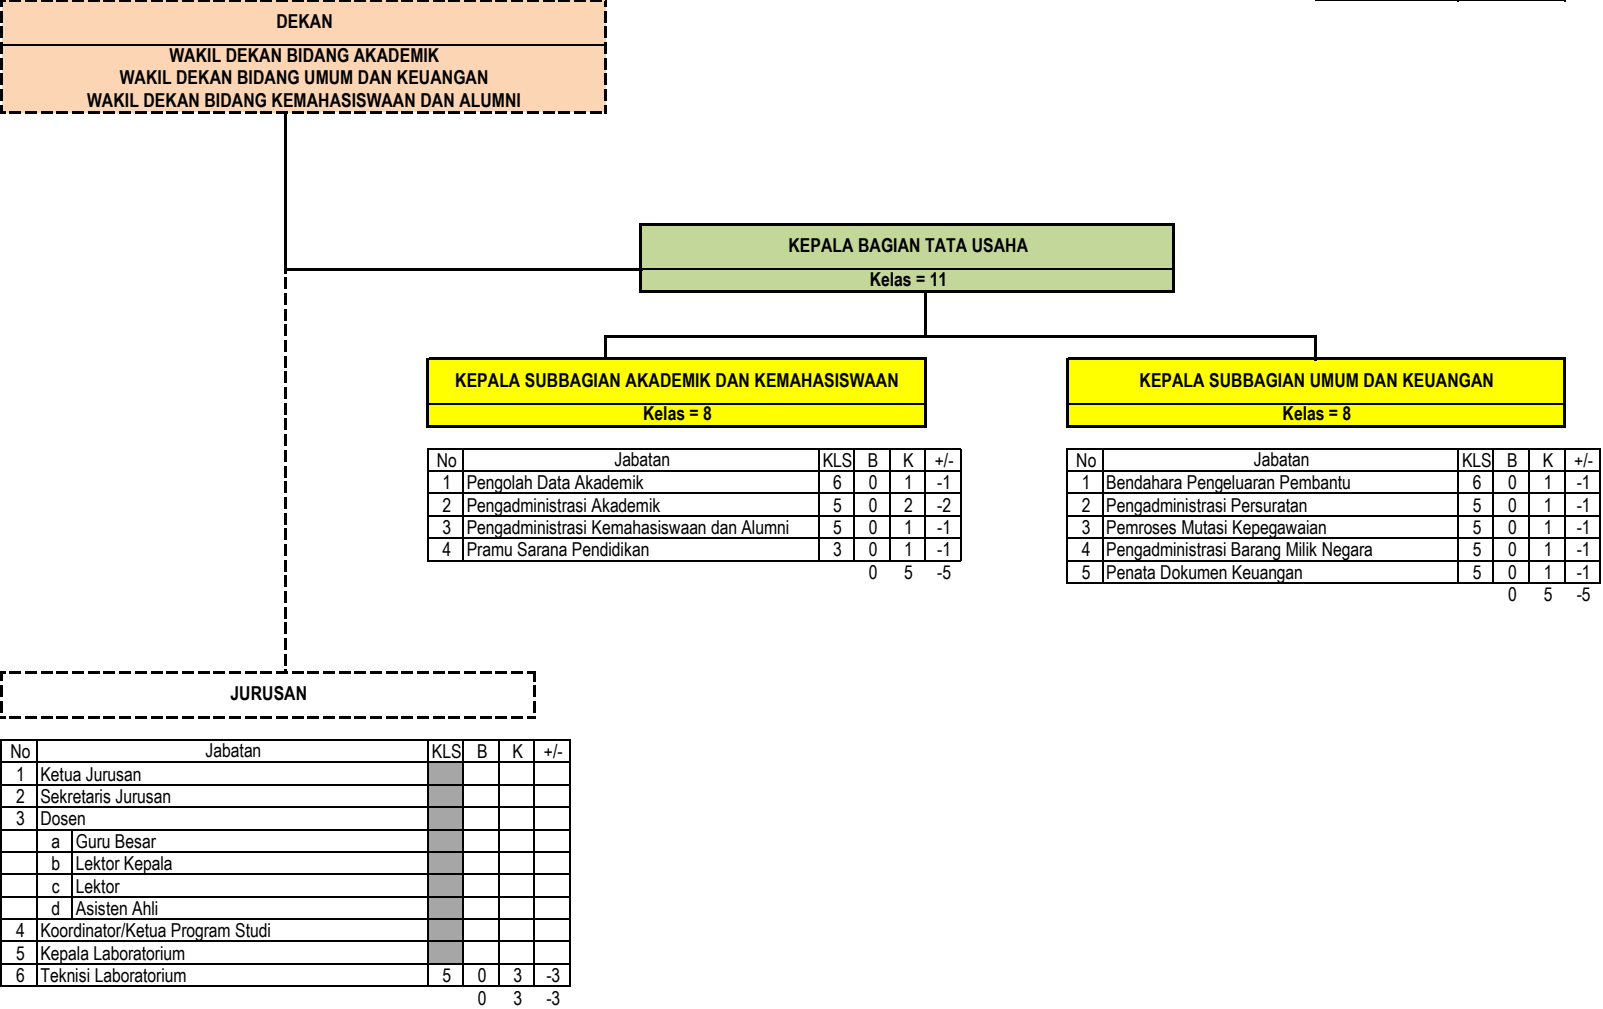 DEKAN
WAKIL DEKAN BIDANG AKADEMIK
WAKIL DEKAN BIDANG UMUM DAN KEUANGAN
WAKIL DEKAN BIDANG KEMAHASISWAAN DAN ALUMNI
KEPALA BAGIAN TATA USAHA
Kelas = 11
KEPALA SUBBAGIAN AKADEMIK DAN KEMAHASISWAAN
Kelas = 8
No Jabatan KLS B K +/-
1 Pengolah Data Akademik 6 0 1 -1
2 Pengadministrasi Akademik 5 0 2 -2
3 Pengadministrasi Kemahasiswaan dan Alumni 5 0 1 -1
4 Pramu Sarana Pendidikan 3 0 1 -1
0 5 -5
KEPALA SUBBAGIAN UMUM DAN KEUANGAN
Kelas = 8
No Jabatan KLS B K +/-
1 Bendahara Pengeluaran Pembantu 6 0 1 -1
2 Pengadministrasi Persuratan 5 0 1 -1
3 Pemroses Mutasi Kepegawaian 5 0 1 -1
4 Pengadministrasi Barang Milik Negara 5 0 1 -1
5 Penata Dokumen Keuangan 5 0 1 -1
0 5 -5
JURUSAN
No Jabatan KLS B K +/-
1 Ketua Jurusan
2 Sekretaris Jurusan
3 Dosen
a Guru Besar
b Lektor Kepala
c Lektor
d Asisten Ahli
4 Koordinator/Ketua Program Studi
5 Kepala Laboratorium
6 Teknisi Laboratorium 5 0 3 -3
0 3 -3